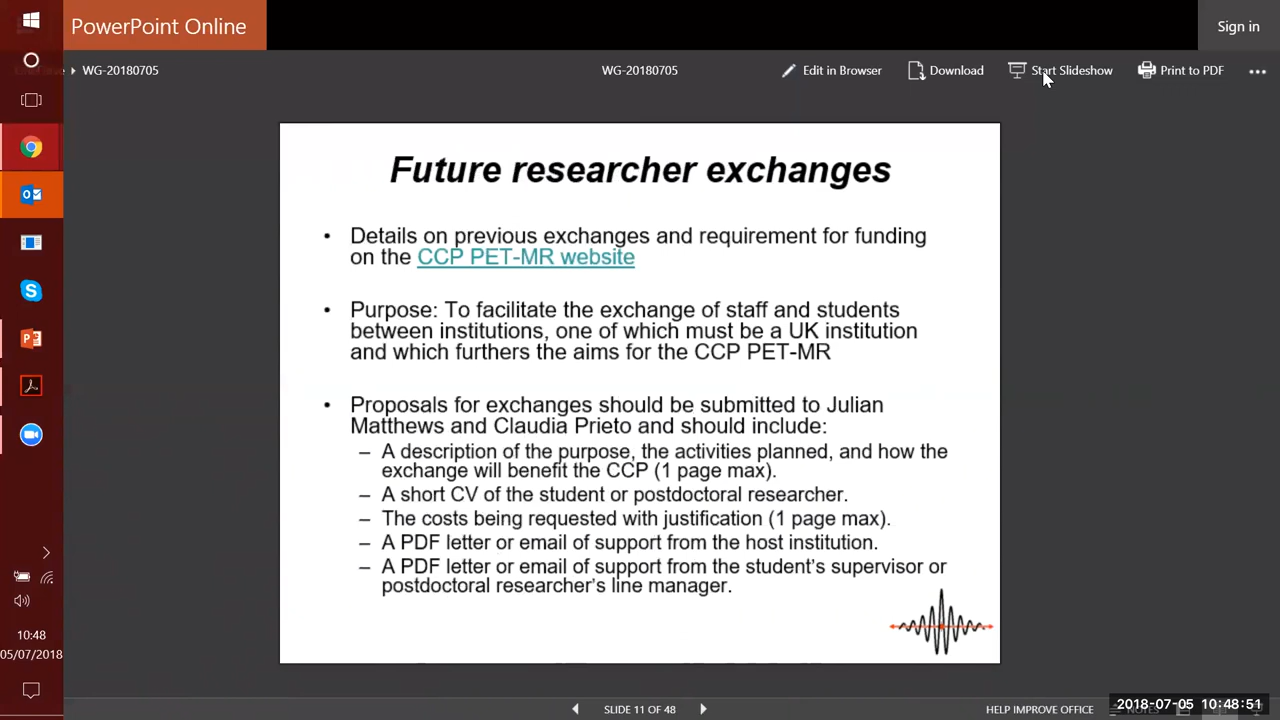 PowerPoint Online
Sign in
WG-20180705
WG-20180705
Edit in Browser
Download
Start Slideshow
Print to PDF
Future researcher exchanges
• Details on previous exchanges and requirement for funding
on the CCP PET-MR website
• Purpose: To facilitate the exchange of staff and students
between institutions, one of which must be a UK institution
and which furthers the aims for the CCP PET-MR
• Proposals for exchanges should be submitted to Julian
Matthews and Claudia Prieto and should include:
– A description of the purpose, the activities planned, and how the
exchange will benefit the CCP (1 page max).
– A short CV of the student or postdoctoral researcher.
– The costs being requested with justification (1 page max).
– A PDF letter or email of support from the host institution.
– A PDF letter or email of support from the student's supervisor or
postdoctoral researcher's line manager.
10:48
05/07/2018
SLIDE 11 OF 48
HELP IMPROVE OFFICE
NOTES
2018-07-05 10:48:51